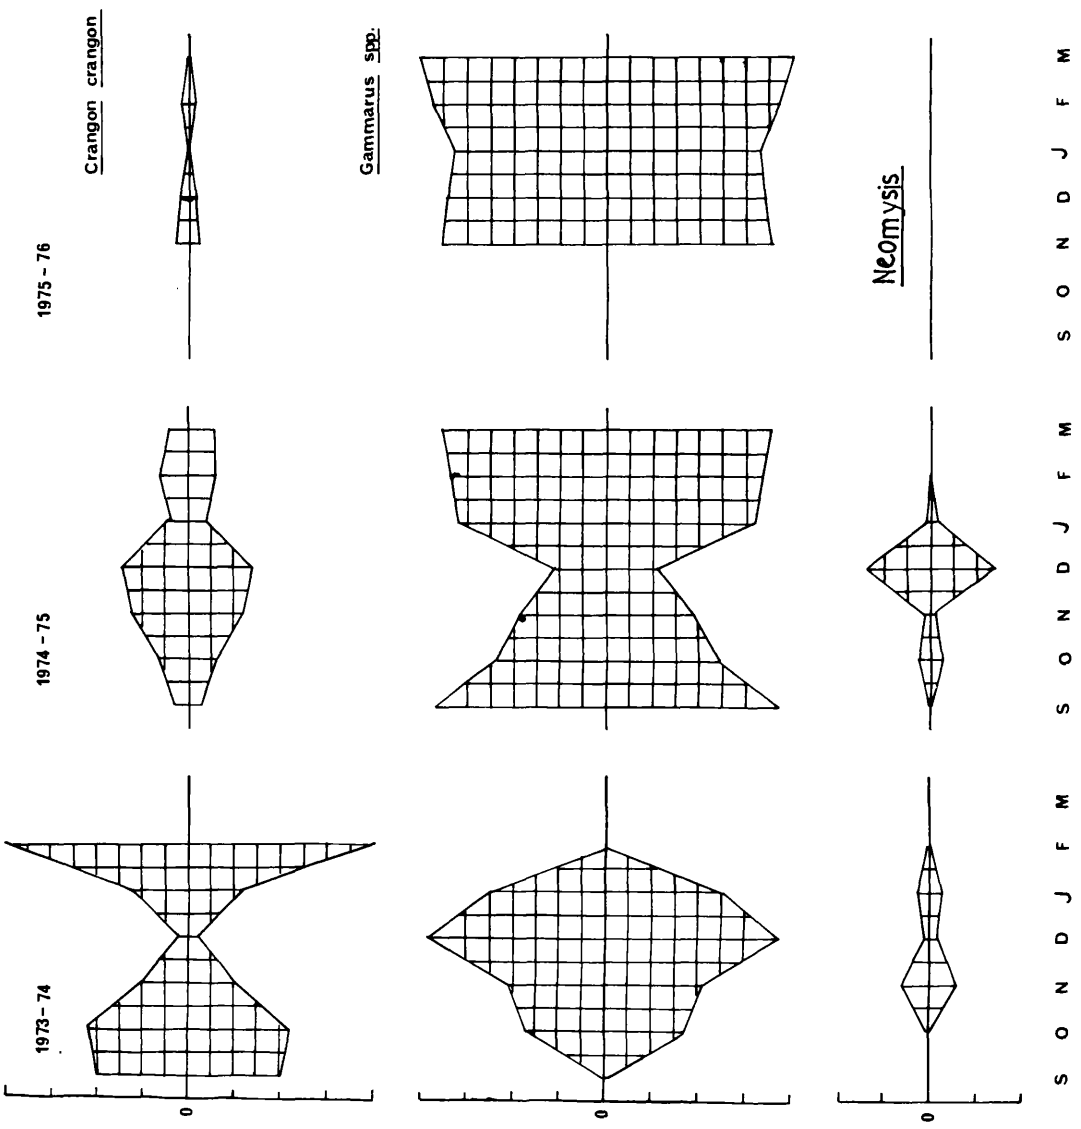 1973 - 74
1974 - 75
1975 - 76
Crangon crangon
0
Gammarus spp.
0
Neomysis
0
S O N D J F M
S O N D J F M
S O N D J F M